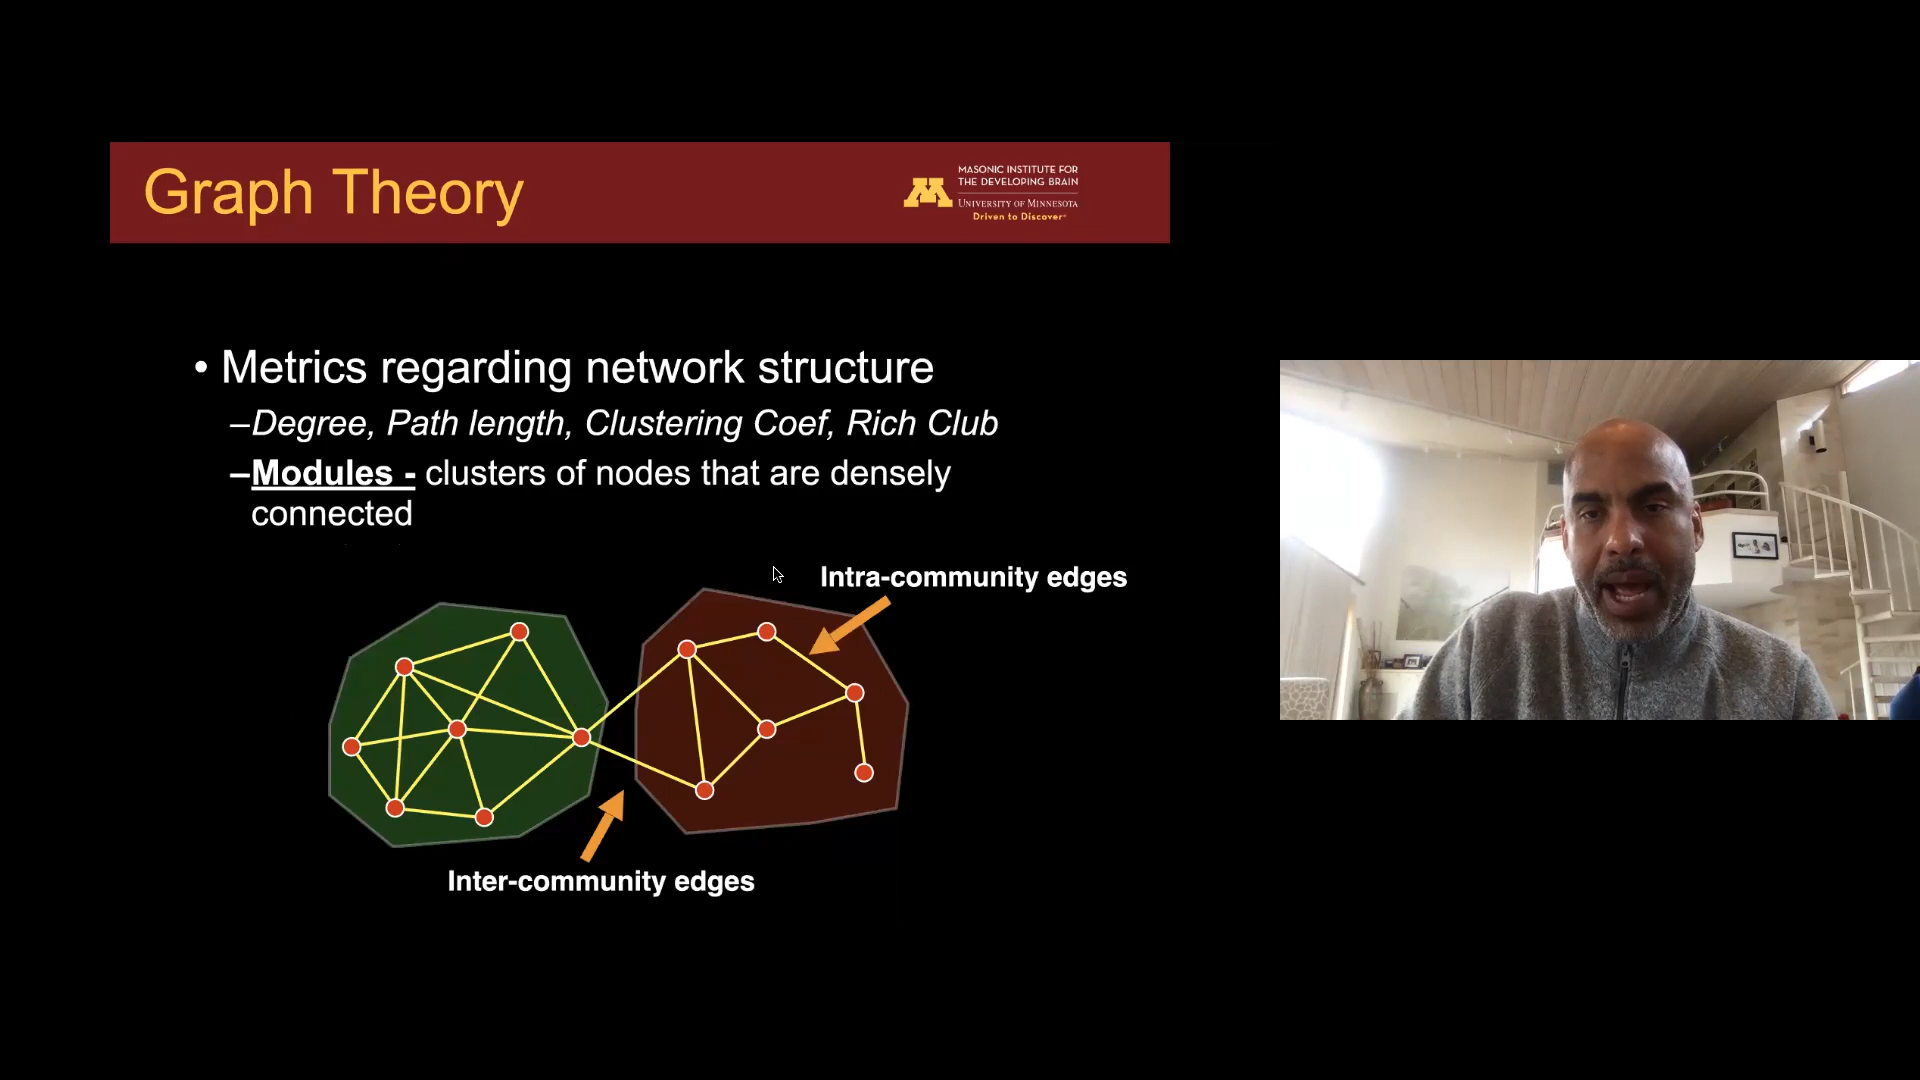 Graph Theory
MASONIC INSTITUTE FOR
THE DEVELOPING BRAIN
UNIVERSITY OF MINNESOTA
Driven to Discover®
• Metrics regarding network structure
–Degree, Path length, Clustering Coef, Rich Club
–Modules - clusters of nodes that are densely
connected
Intra-community edges
Inter-community edges